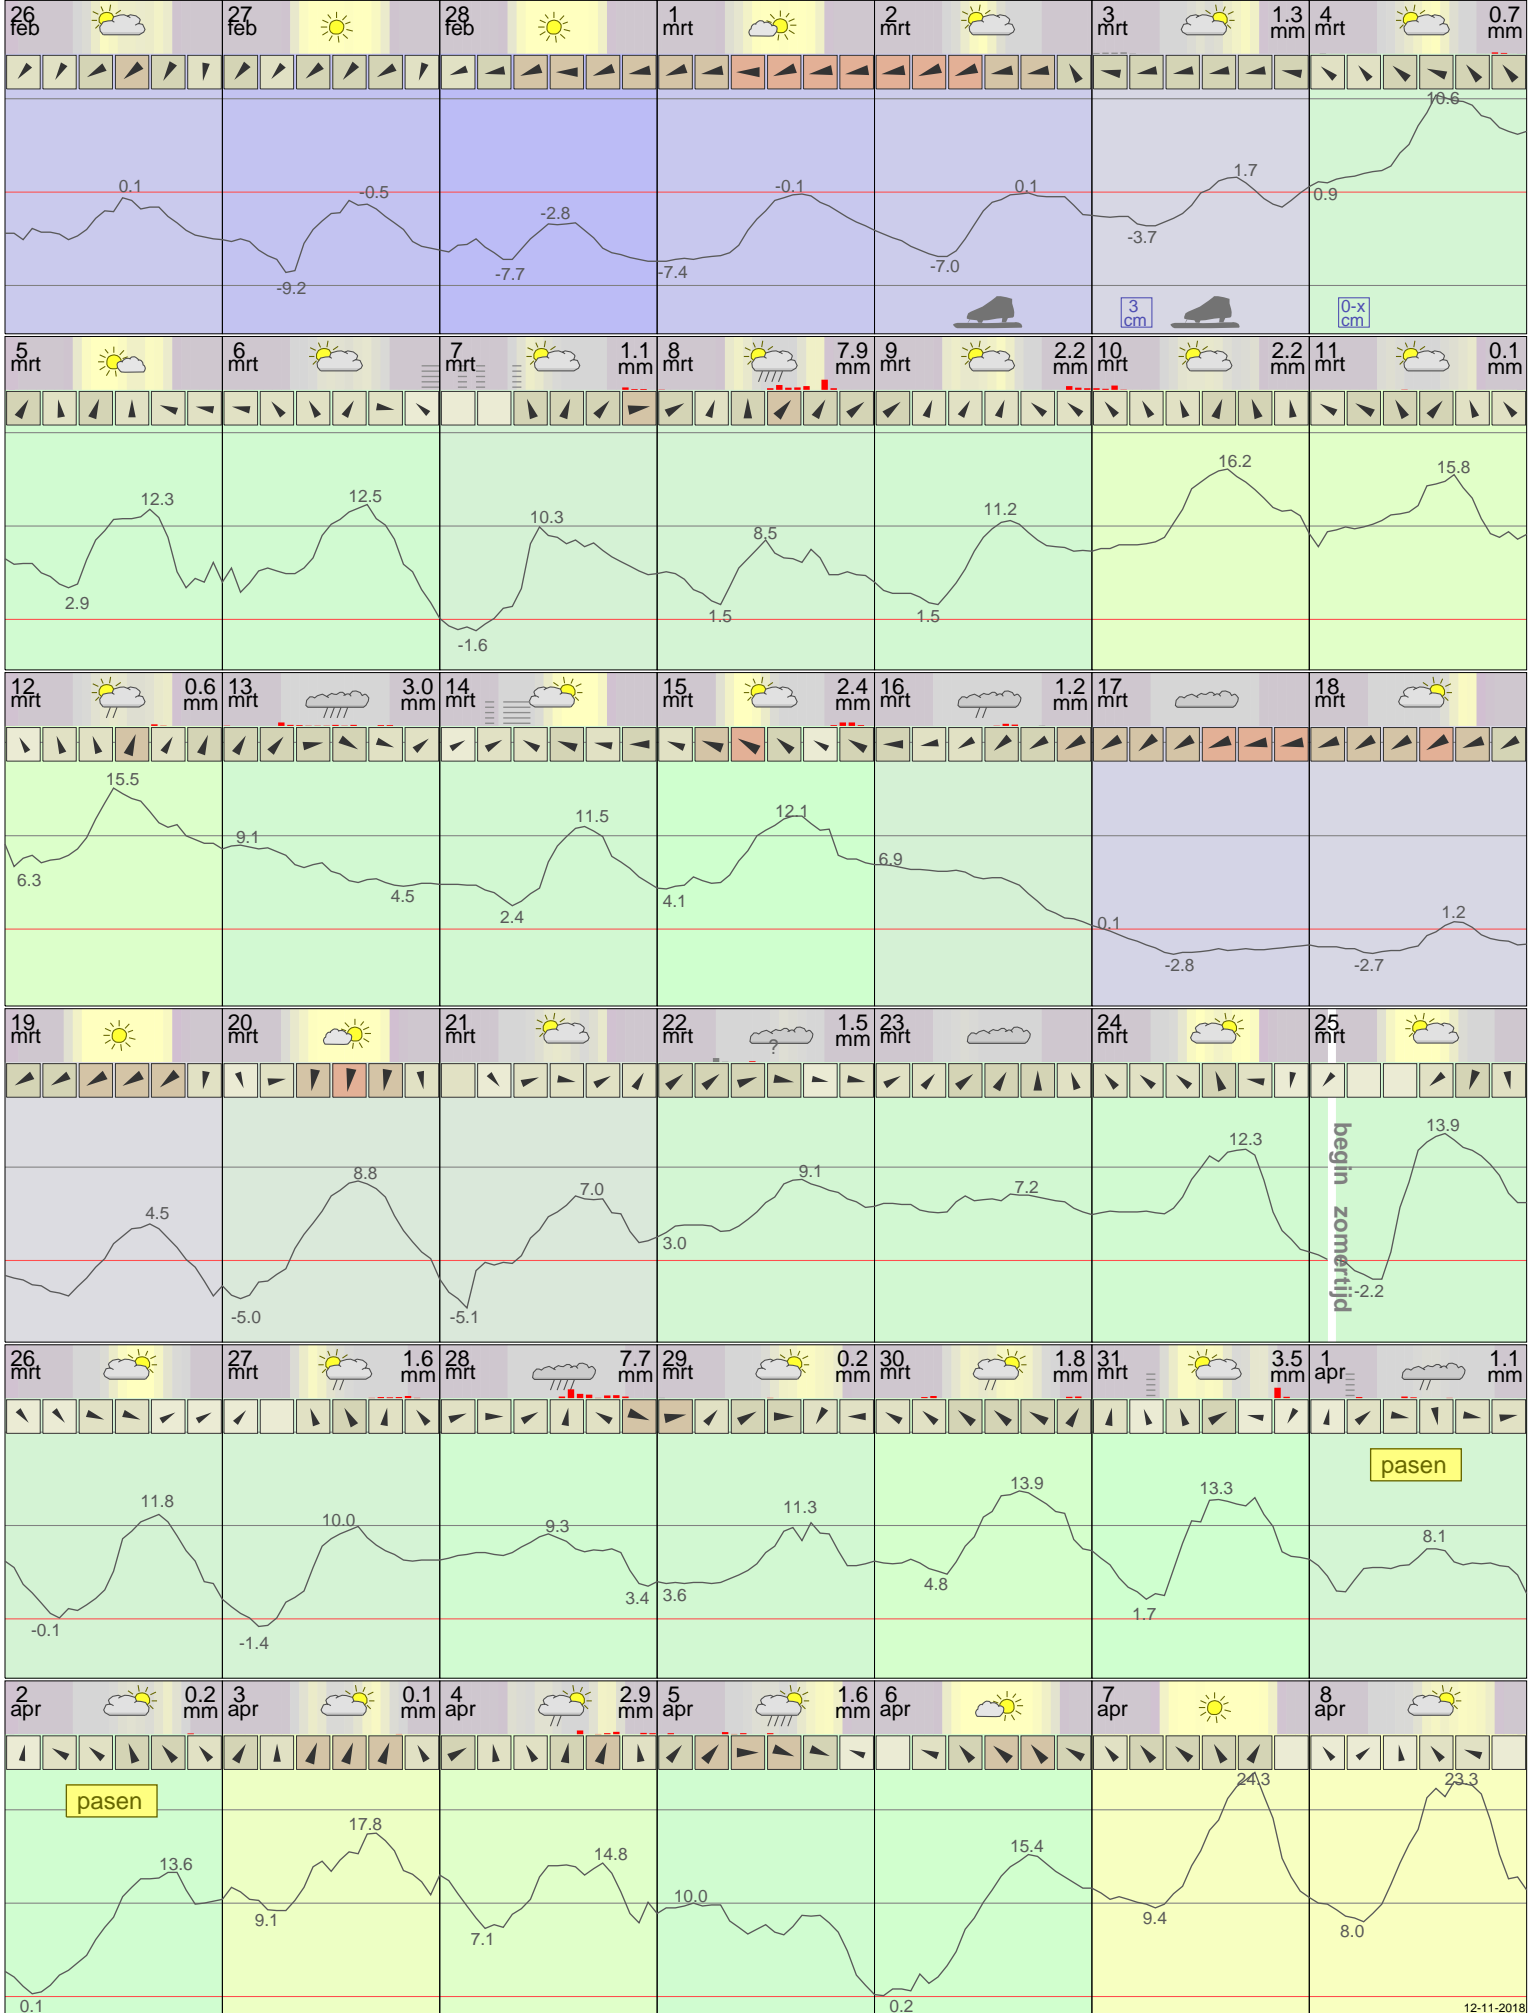 26 feb
27 feb
28 feb
1 mrt
2 mrt
3 mrt 1.3 mm
4 mrt 0.7 mm
0.1
-9.2
-0.5
-7.7
-2.8
-7.4
-0.1
-7.0
0.1
-3.7
1.7
0.9
10.6
3 cm
0-x cm
5 mrt
6 mrt
7 mrt 1.1 mm
8 mrt 7.9 mm
9 mrt 2.2 mm
10 mrt 2.2 mm
11 mrt 0.1 mm
2.9
12.3
12.5
-1.6
10.3
1.5
8.5
1.5
11.2
16.2
15.8
12 mrt 0.6 mm
13 mrt 3.0 mm
14 mrt
15 mrt 2.4 mm
16 mrt 1.2 mm
17 mrt
18 mrt
6.3
15.5
9.1
4.5
2.4
11.5
4.1
12.1
6.9
0.1
-2.8
-2.7
1.2
19 mrt
20 mrt
21 mrt
22 mrt ? 1.5 mm
23 mrt
24 mrt
25 mrt
4.5
-5.0
8.8
-5.1
7.0
3.0
9.1
7.2
12.3
begin zomertijd
-2.2
13.9
26 mrt
27 mrt 1.6 mm
28 mrt 7.7 mm
29 mrt 0.2 mm
30 mrt 1.8 mm
31 mrt 3.5 mm
1 apr 1.1 mm
-0.1
11.8
-1.4
10.0
9.3
3.4
3.6
11.3
4.8
13.9
1.7
13.3
pasen
8.1
2 apr 0.2 mm
3 apr 0.1 mm
4 apr 2.9 mm
5 apr 1.6 mm
6 apr
7 apr
8 apr
pasen
0.1
13.6
9.1
17.8
7.1
14.8
10.0
0.2
15.4
9.4
24.3
8.0
23.3
12-11-2018